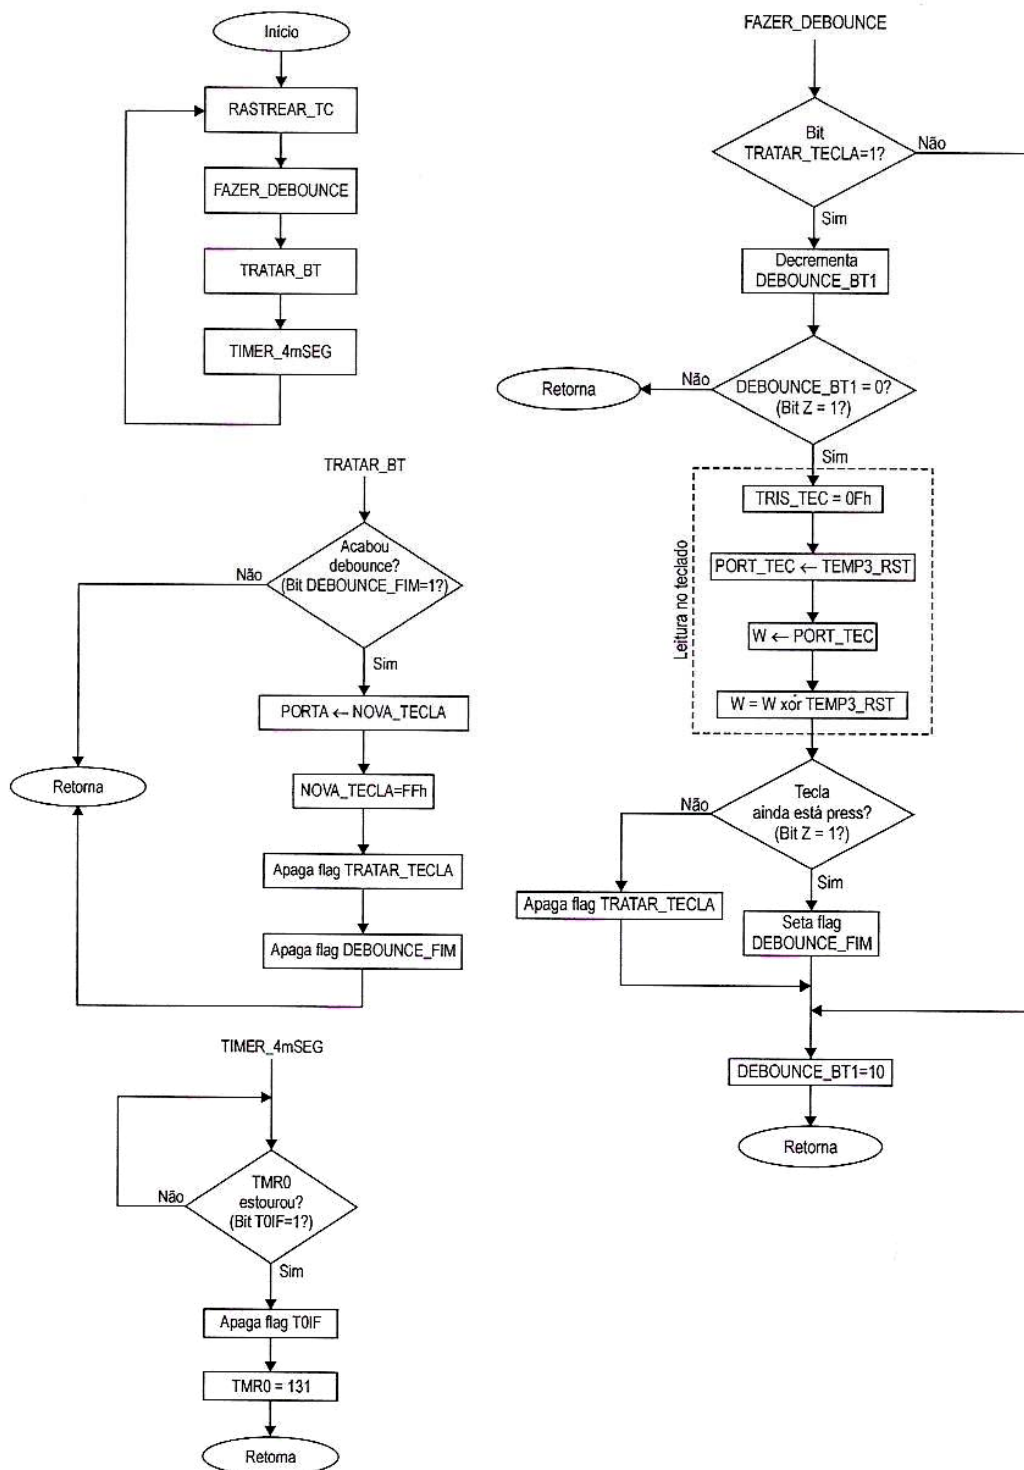 Início
RASTREAR_TC
FAZER_DEBOUNCE
TRATAR_BT
TIMER_4mSEG
TRATAR_BT
Acabou
debounce?
(Bit DEBOUNCE_FIM=1?)
Não
Sim
PORTA ← NOVA_TECLA
NOVA_TECLA=FFh
Apaga flag TRATAR_TECLA
Apaga flag DEBOUNCE_FIM
Retorna
TIMER_4mSEG
TMR0
estourou?
(Bit T0IF=1?)
Não
Sim
Apaga flag T0IF
TMR0 = 131
Retorna
FAZER_DEBOUNCE
Bit
TRATAR_TECLA=1?
Não
Sim
Decrementa
DEBOUNCE_BT1
DEBOUNCE_BT1 = 0?
(Bit Z = 1?)
Não
Retorna
Sim
Leitura no teclado
TRIS_TEC = 0Fh
PORT_TEC ← TEMP3_RST
W ← PORT_TEC
W = W xór TEMP3_RST
Tecla
ainda está press?
(Bit Z = 1?)
Não
Sim
Apaga flag TRATAR_TECLA
Seta flag
DEBOUNCE_FIM
DEBOUNCE_BT1=10
Retorna